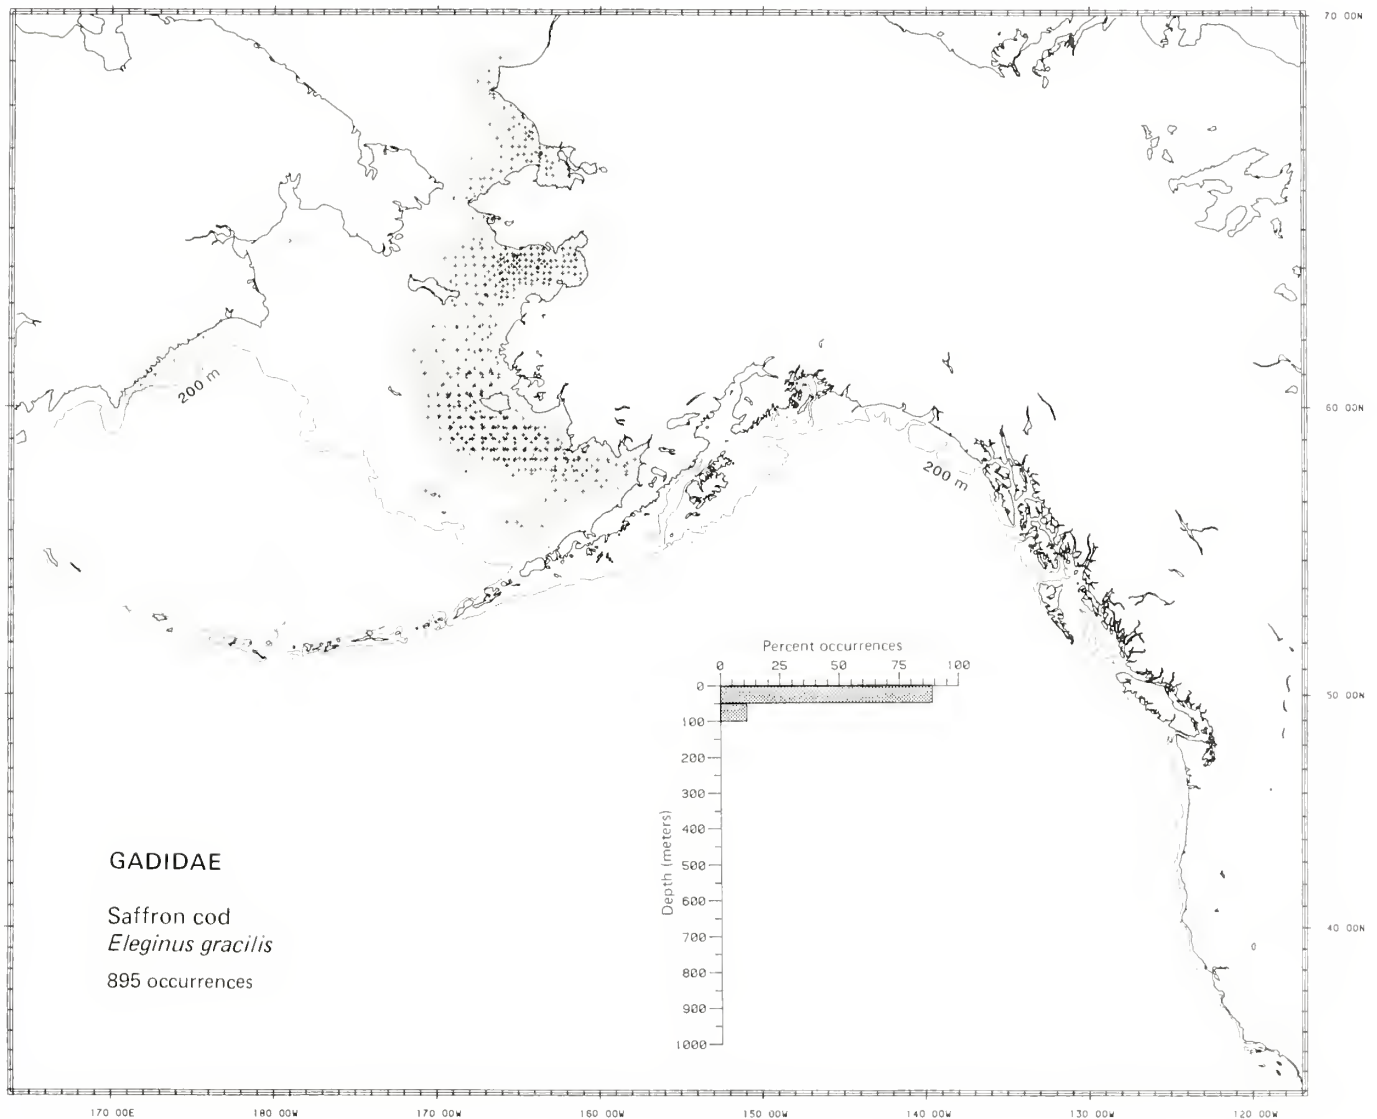 70 00N
200 m
60 00N
200 m
Percent occurrences
0 25 50 75 100
50 00N
0
100
200
300
400
500
600
700
800
900
1000
Depth (meters)
GADIDAE
Saffron cod
Eleginus gracilis
895 occurrences
40 00N
170 00E 180 00W 170 00W 160 00W 150 00W 140 00W 130 00W 120 00W